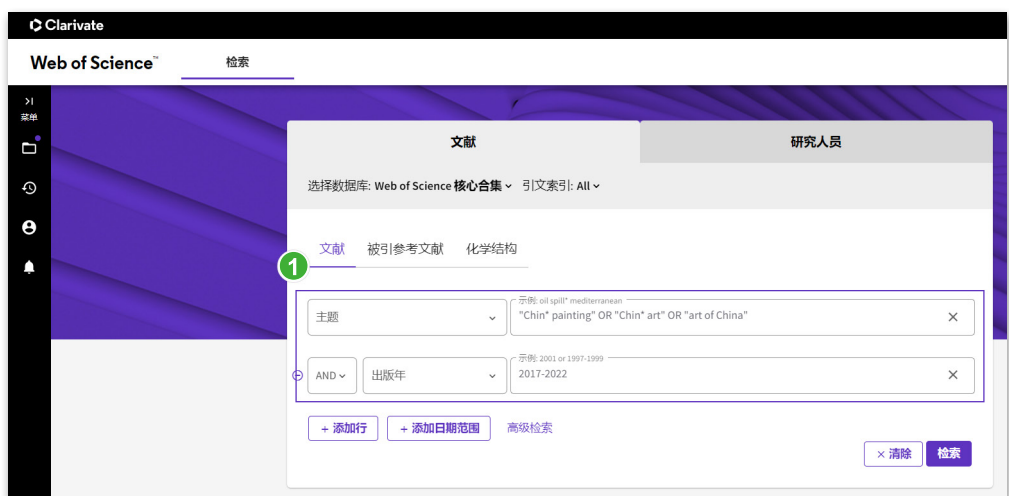 Clarivate
Web of Science™ 检索
菜单
文献 研究人员
选择数据库: Web of Science 核心合集 引文索引: All
文献 被引参考文献 化学结构
1
示例: oil spill* mediterranean
主题 "Chin* painting" OR "Chin* art" OR "art of China"
示例: 2001 or 1997-1999
AND 出版年 2017-2022
+ 添加行 + 添加日期范围 高级检索
× 清除 检索